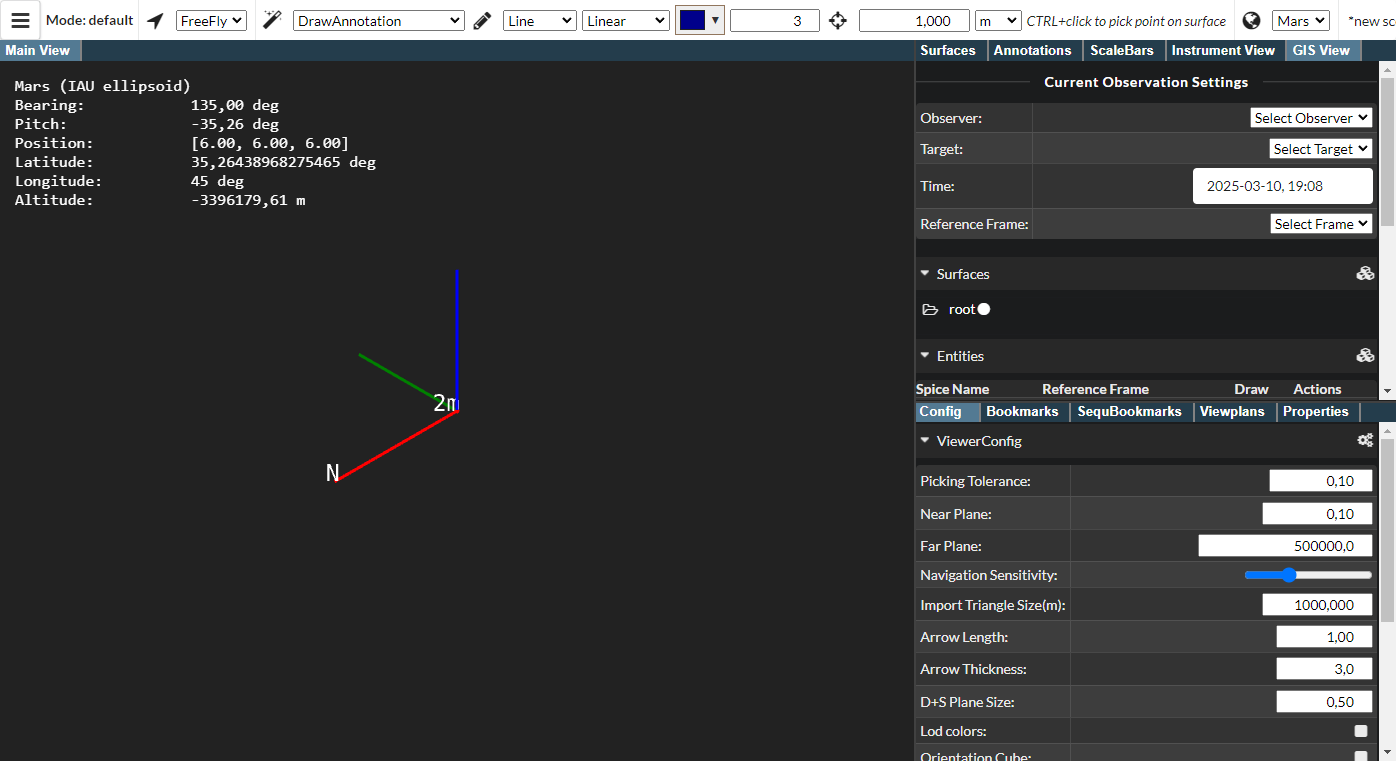 Mode: default FreeFly DrawAnnotation Line Linear 3 1,000 m CTRL+click to pick point on surface Mars *new sc
Main View
Surfaces Annotations ScaleBars Instrument View GIS View
Mars (IAU ellipsoid)
Bearing: 135,00 deg
Pitch: -35,26 deg
Position: [6.00, 6.00, 6.00]
Latitude: 35,26438968275465 deg
Longitude: 45 deg
Altitude: -3396179,61 m
2m
N
Current Observation Settings
Observer: Select Observer
Target: Select Target
Time: 2025-03-10, 19:08
Reference Frame: Select Frame
Surfaces
root
Entities
Spice Name Reference Frame Draw Actions
Config Bookmarks SequBookmarks Viewplans Properties
ViewerConfig
Picking Tolerance: 0,10
Near Plane: 0,10
Far Plane: 500000,0
Navigation Sensitivity:
Import Triangle Size(m): 1000,000
Arrow Length: 1,00
Arrow Thickness: 3,0
D+S Plane Size: 0,50
Lod colors:
Orientation Cube: